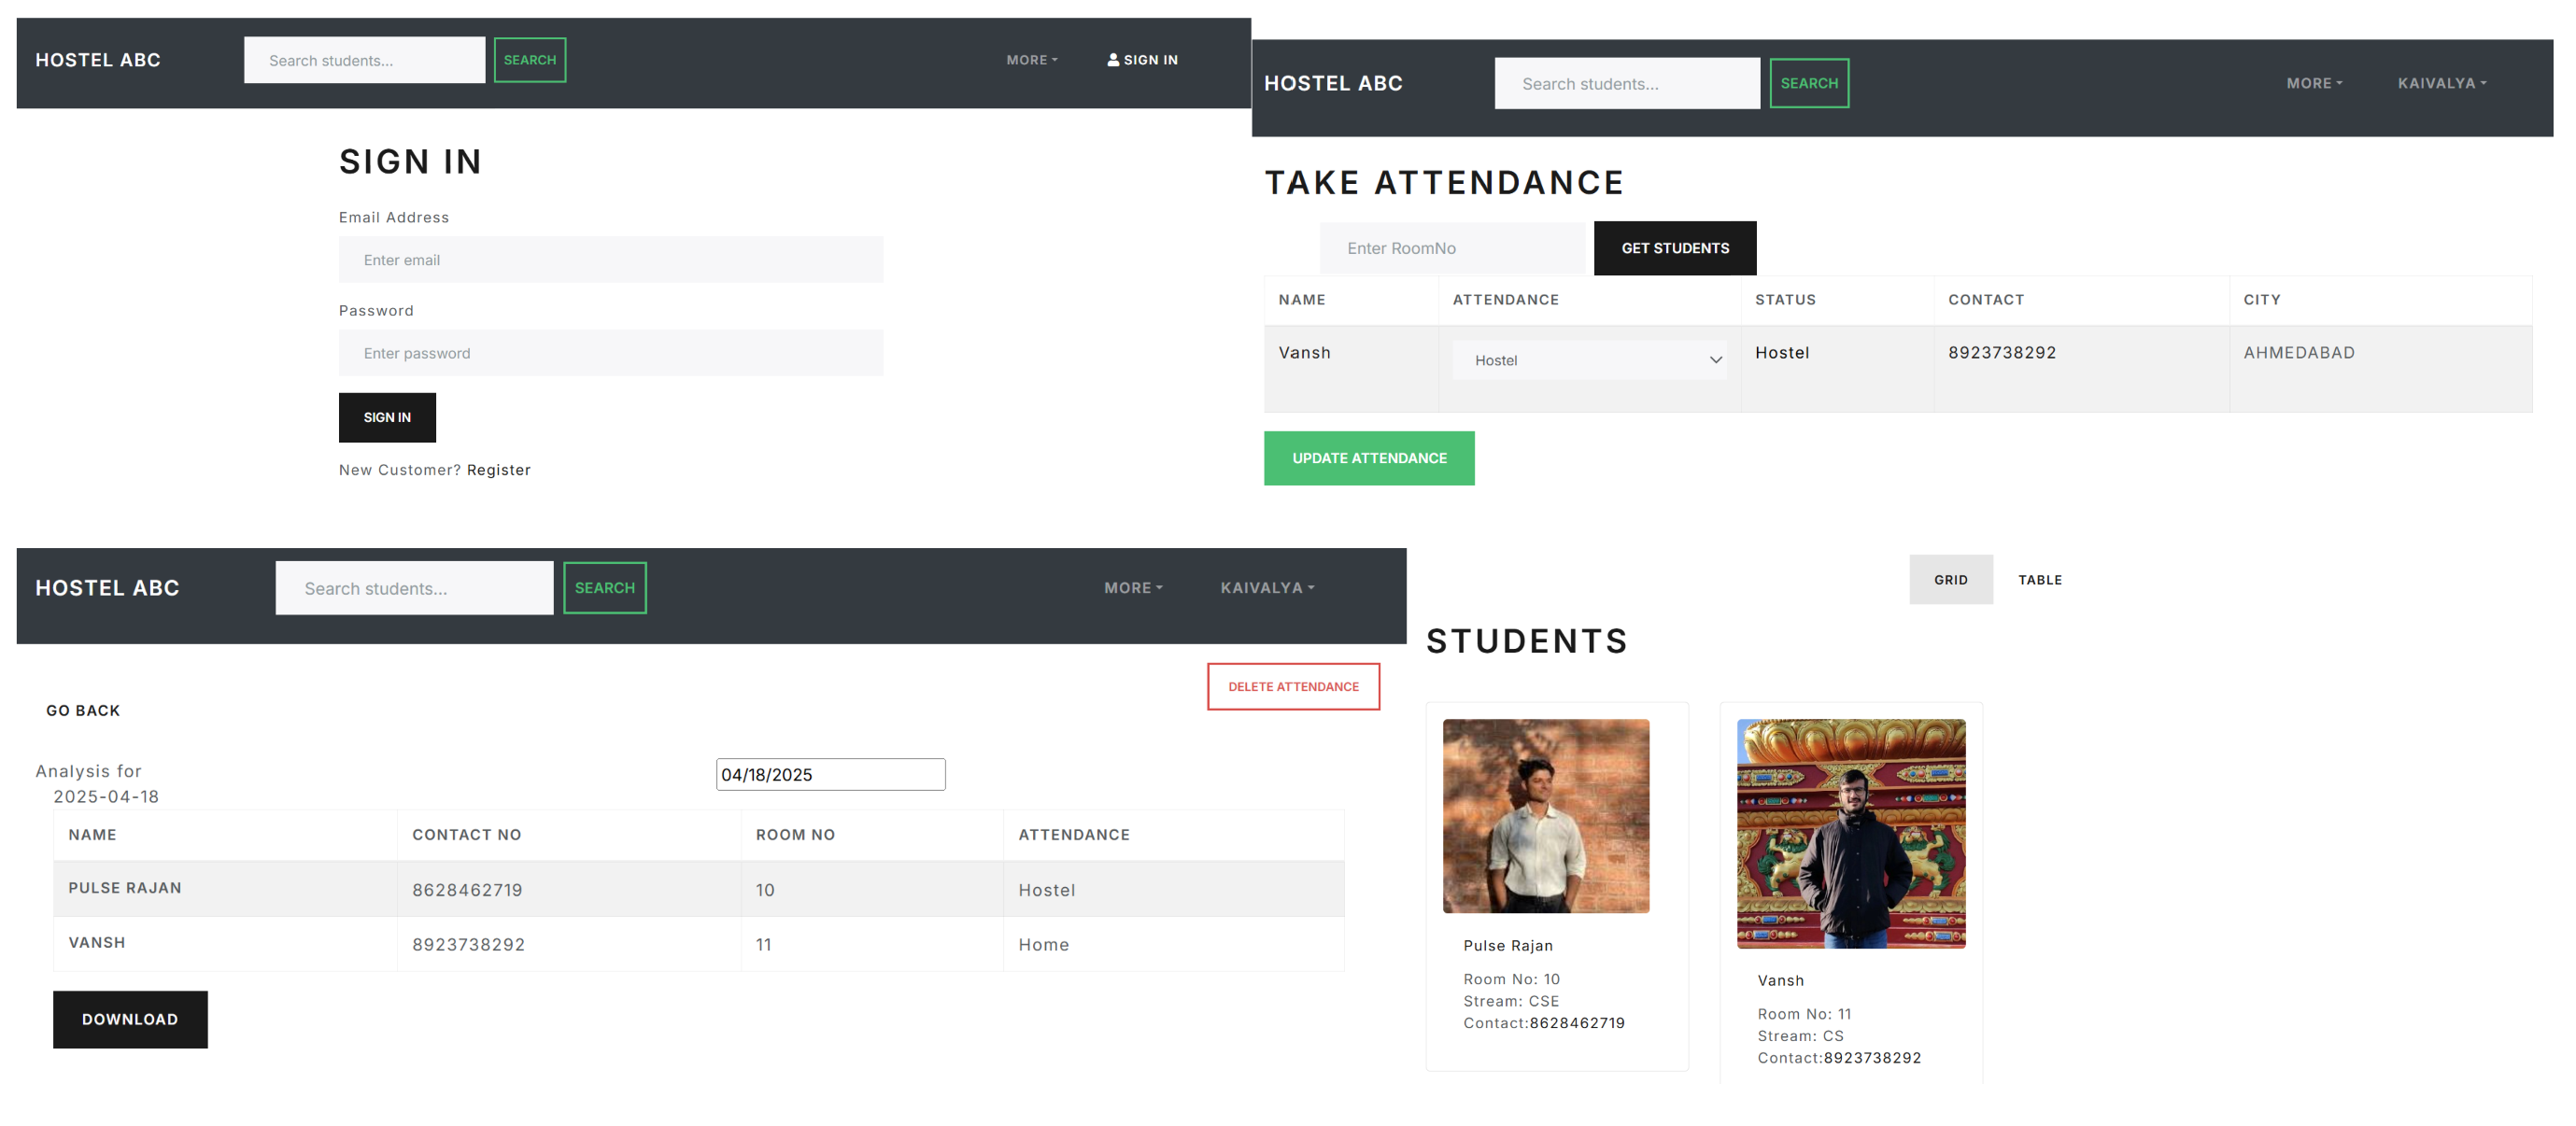 HOSTEL ABC
Search students...
SEARCH
MORE
SIGN IN
SIGN IN
Email Address
Enter email
Password
Enter password
SIGN IN
New Customer? Register
HOSTEL ABC
Search students...
SEARCH
MORE
KAIVALYA
TAKE ATTENDANCE
Enter RoomNo
GET STUDENTS
NAME ATTENDANCE STATUS CONTACT CITY
Vansh Hostel Hostel 8923738292 AHMEDABAD
UPDATE ATTENDANCE
HOSTEL ABC
Search students...
SEARCH
MORE
KAIVALYA
DELETE ATTENDANCE
GO BACK
Analysis for
2025-04-18
04/18/2025
NAME CONTACT NO ROOM NO ATTENDANCE
PULSE RAJAN 8628462719 10 Hostel
VANSH 8923738292 11 Home
DOWNLOAD
GRID TABLE
STUDENTS
Pulse Rajan
Room No: 10
Stream: CSE
Contact:8628462719
Vansh
Room No: 11
Stream: CS
Contact:8923738292